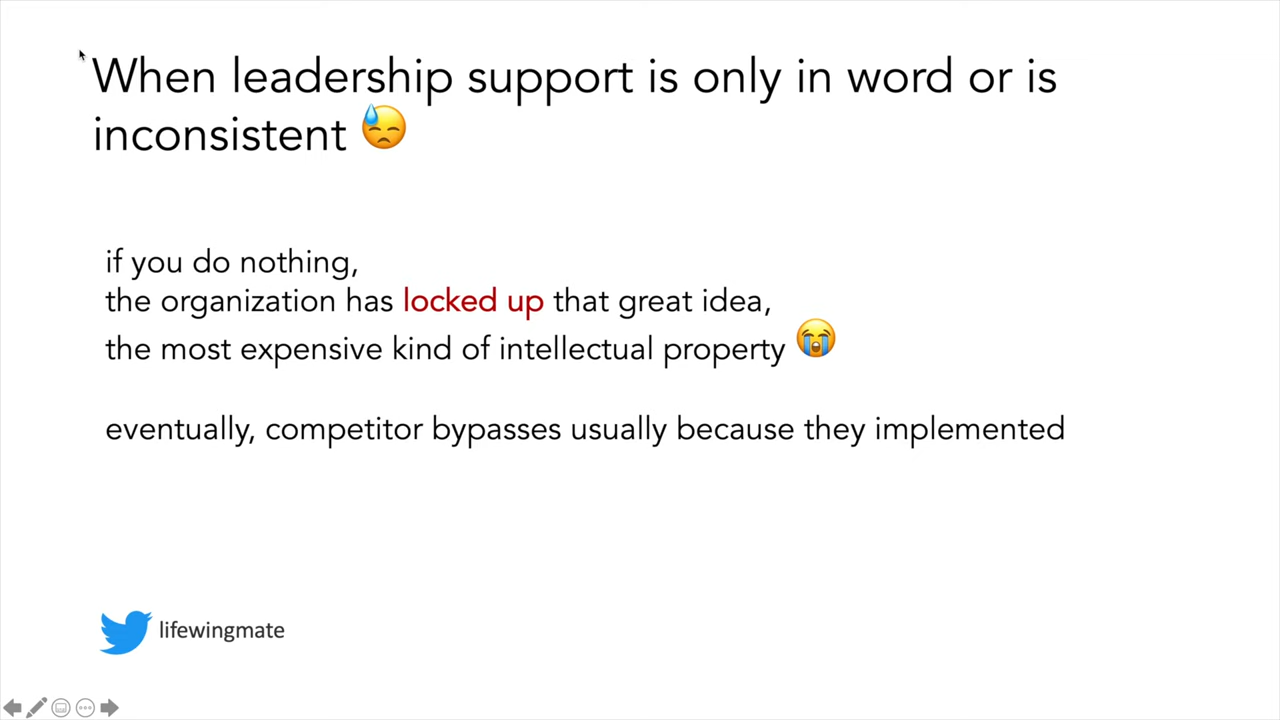 When leadership support is only in word or is
inconsistent 😓
if you do nothing,
the organization has locked up that great idea,
the most expensive kind of intellectual property 😭
eventually, competitor bypasses usually because they implemented
lifewingmate